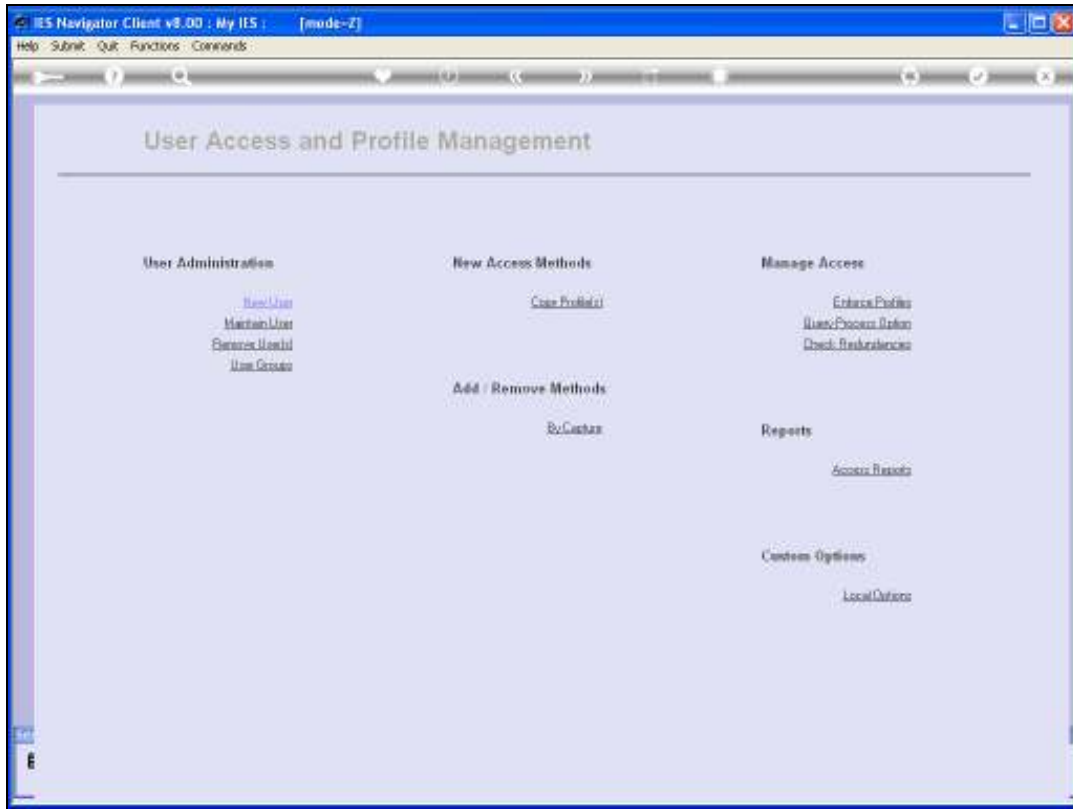 IES Navigator Client v8.00 : My IES : [mode-Z]
Help Submit Quit Functions Commands
User Access and Profile Management
User Administration
New User
Maintain User
Remove User(s)
User Groups
New Access Methods
Copy Profile(s)
Add / Remove Methods
By Capture
Manage Access
Enforce Profiles
Query Process Option
Check Redundancies
Reports
Access Reports
Custom Options
Local Options